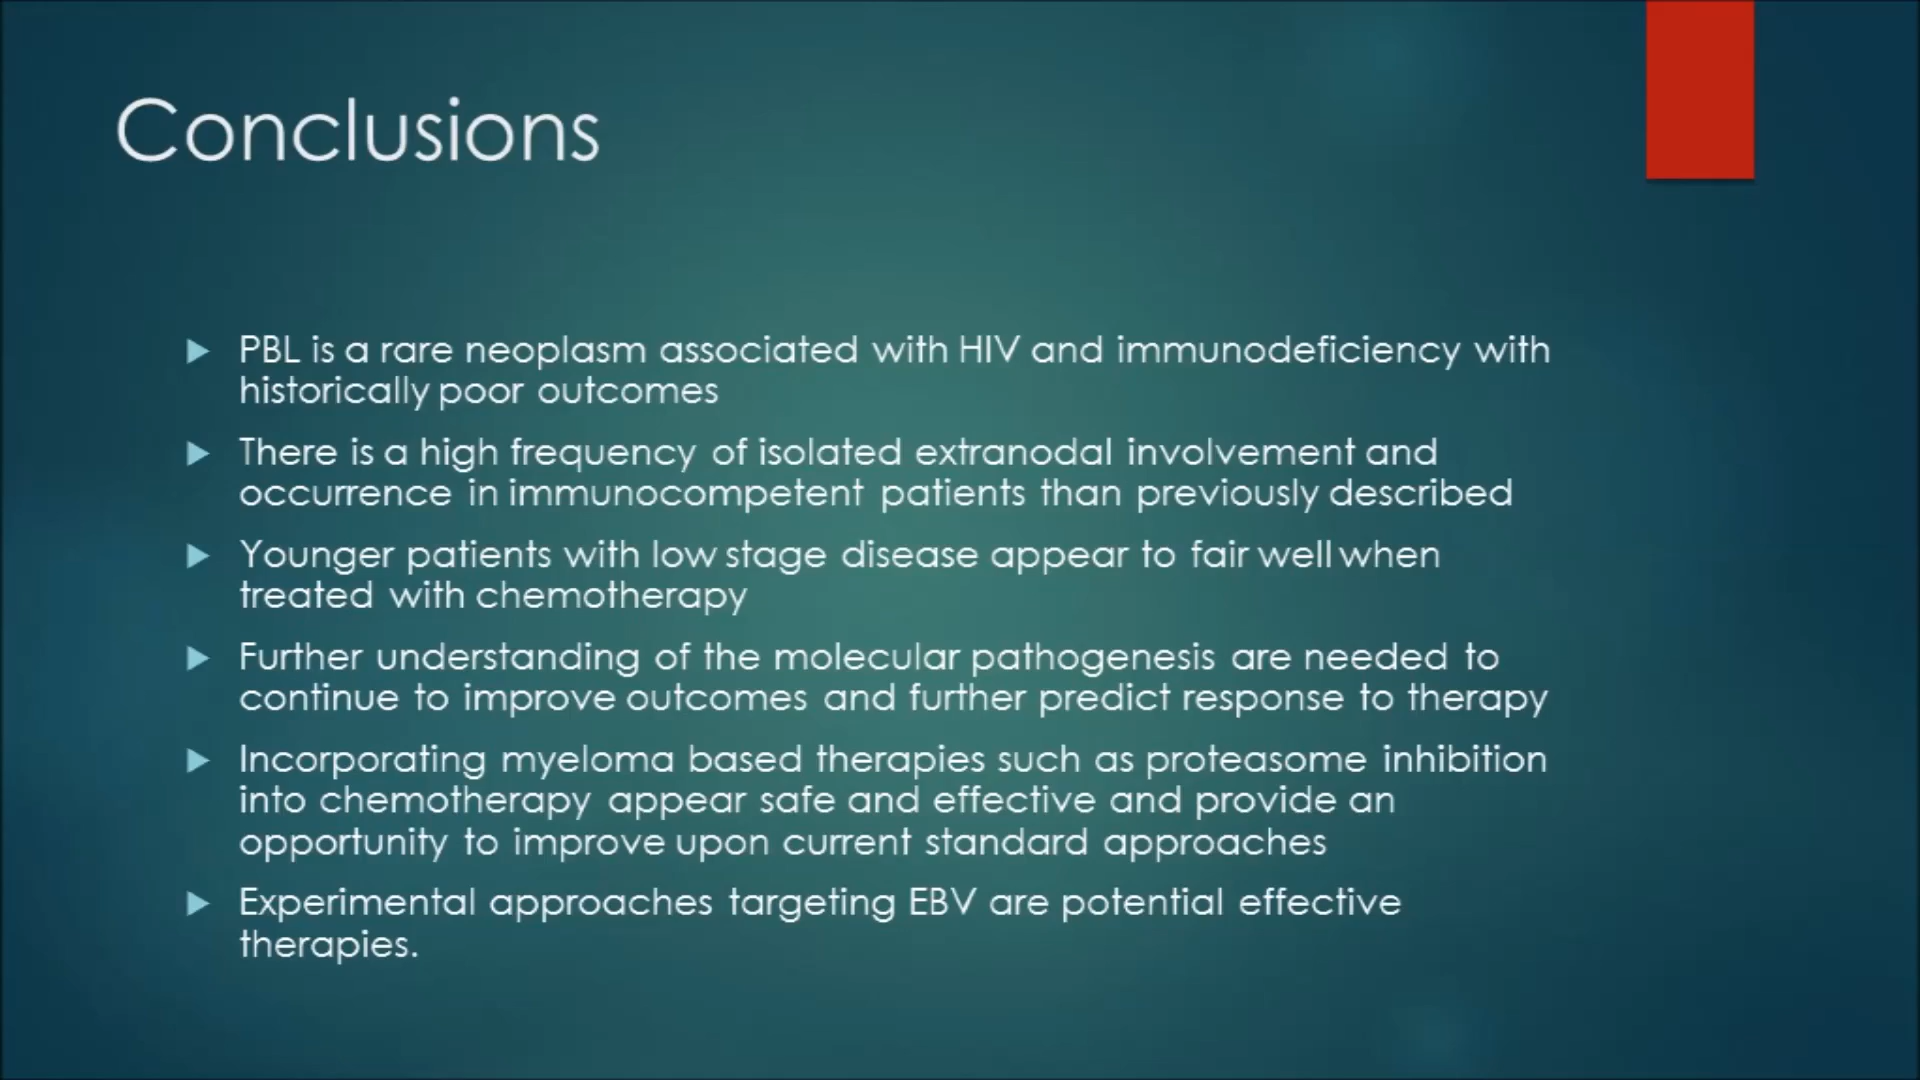 Conclusions
PBL is a rare neoplasm associated with HIV and immunodeficiency with
historically poor outcomes
There is a high frequency of isolated extranodal involvement and
occurrence in immunocompetent patients than previously described
Younger patients with low stage disease appear to fair well when
treated with chemotherapy
Further understanding of the molecular pathogenesis are needed to
continue to improve outcomes and further predict response to therapy
Incorporating myeloma based therapies such as proteasome inhibition
into chemotherapy appear safe and effective and provide an
opportunity to improve upon current standard approaches
Experimental approaches targeting EBV are potential effective
therapies.